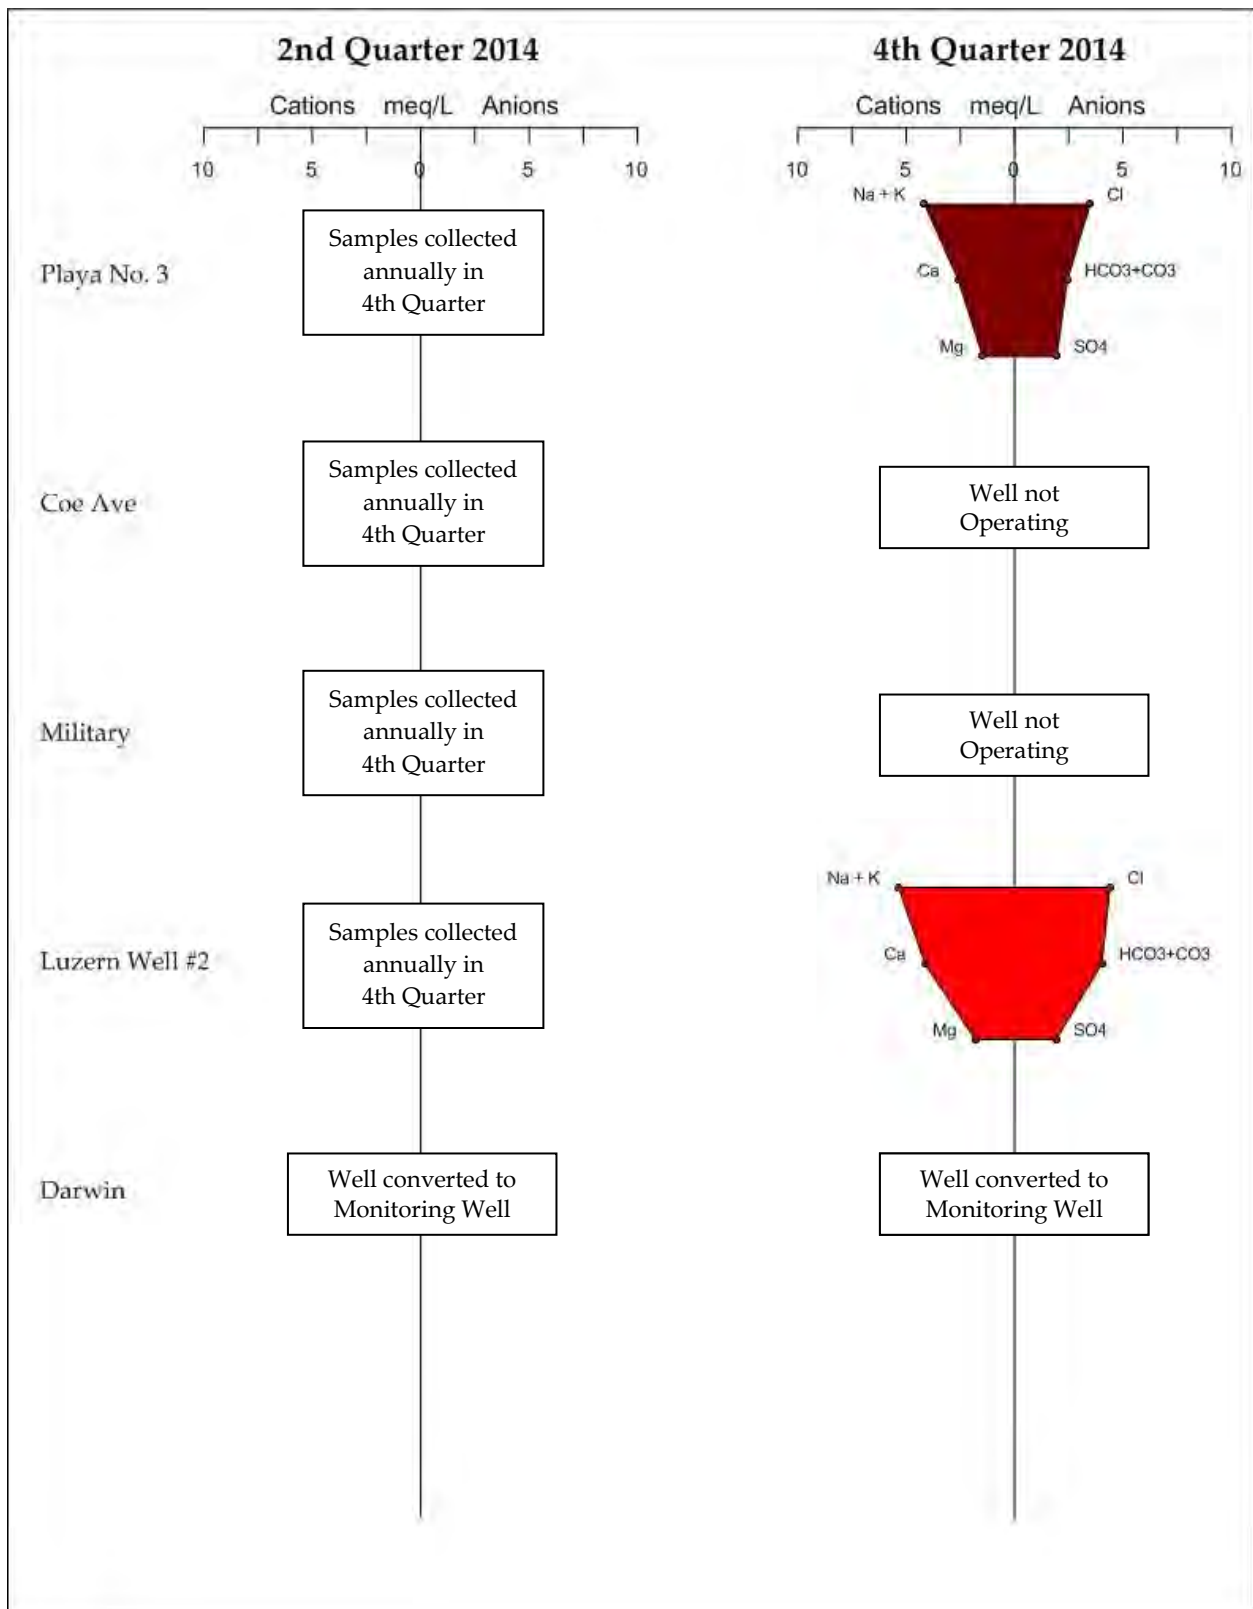 2nd Quarter 2014
4th Quarter 2014
Cations meq/L Anions
Cations meq/L Anions
10 5 0 5 10
10 5 0 5 10
Na + K Cl
Playa No. 3
Samples collected
annually in
4th Quarter
Ca HCO3+CO3
Mg SO4
Coe Ave
Samples collected
annually in
4th Quarter
Well not
Operating
Military
Samples collected
annually in
4th Quarter
Well not
Operating
Na + K Cl
Luzern Well #2
Samples collected
annually in
4th Quarter
Ca HCO3+CO3
Mg SO4
Darwin
Well converted to
Monitoring Well
Well converted to
Monitoring Well